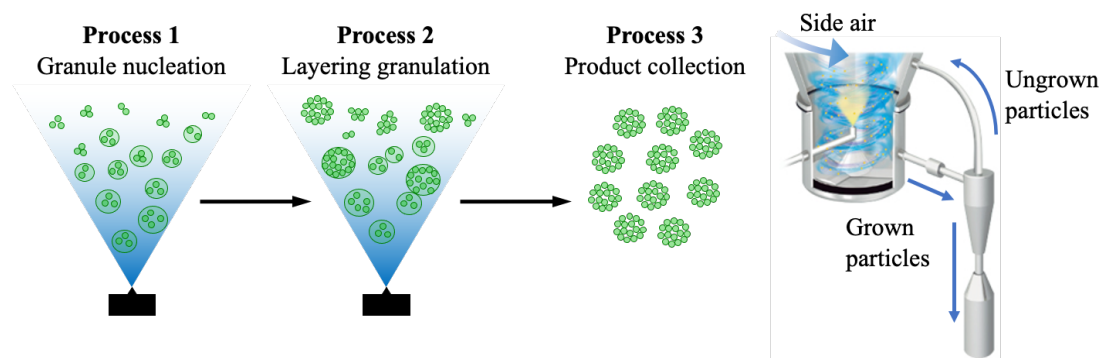 Process 1
Granule nucleation
Process 2
Layering granulation
Process 3
Product collection
Side air
Ungrown
particles
Grown
particles